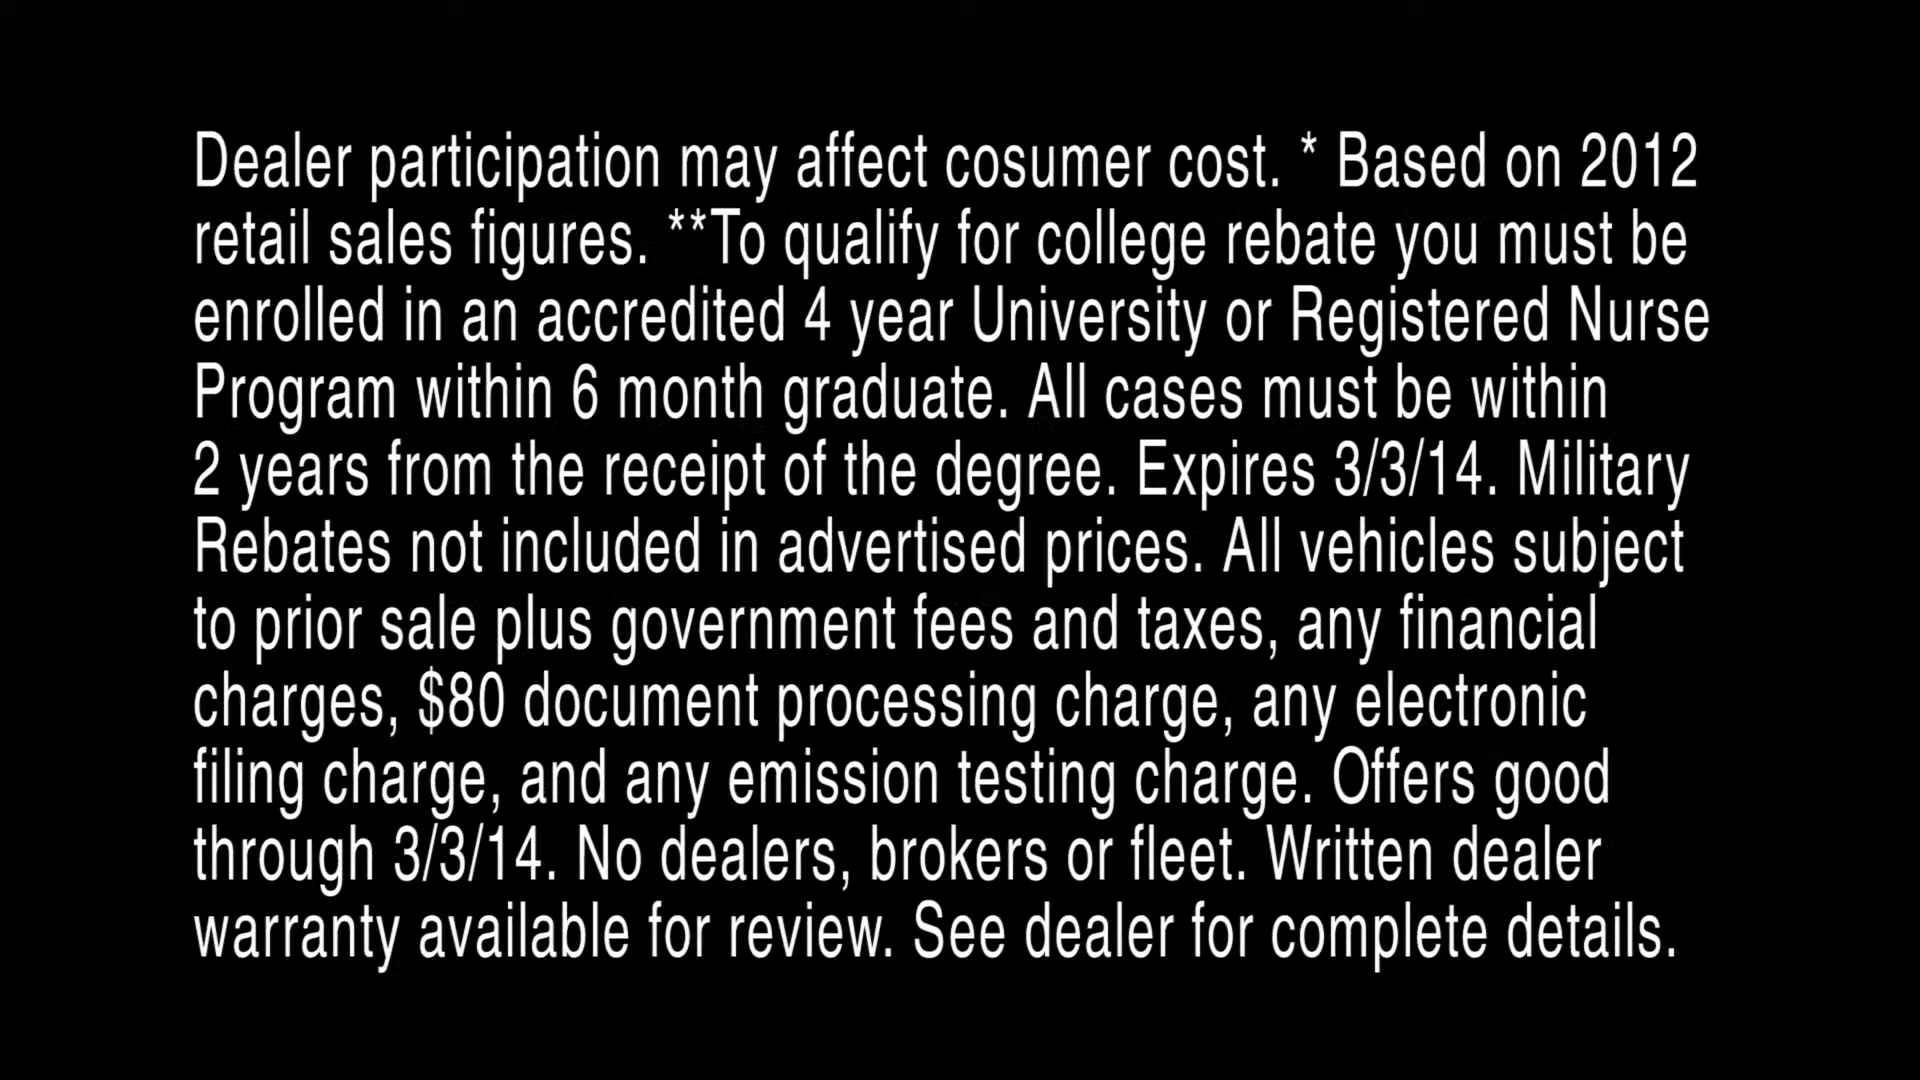 Dealer participation may affect cosumer cost. * Based on 2012
retail sales figures. **To qualify for college rebate you must be
enrolled in an accredited 4 year University or Registered Nurse
Program within 6 month graduate. All cases must be within
2 years from the receipt of the degree. Expires 3/3/14. Military
Rebates not included in advertised prices. All vehicles subject
to prior sale plus government fees and taxes, any financial
charges, $80 document processing charge, any electronic
filing charge, and any emission testing charge. Offers good
through 3/3/14. No dealers, brokers or fleet. Written dealer
warranty available for review. See dealer for complete details.